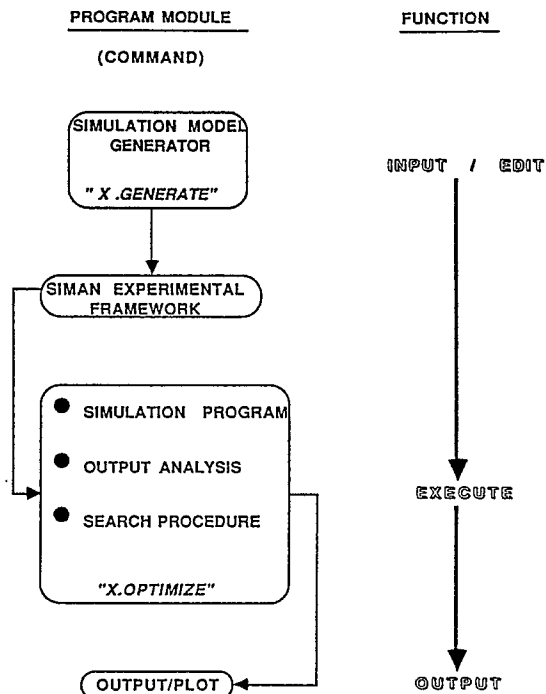 PROGRAM MODULE
FUNCTION
(COMMAND)
SIMULATION MODEL
GENERATOR
" X .GENERATE"
INPUT / EDIT
SIMAN EXPERIMENTAL
FRAMEWORK
● SIMULATION PROGRAM
● OUTPUT ANALYSIS
● SEARCH PROCEDURE
EXECUTE
"X.OPTIMIZE"
OUTPUT/PLOT
OUTPUT